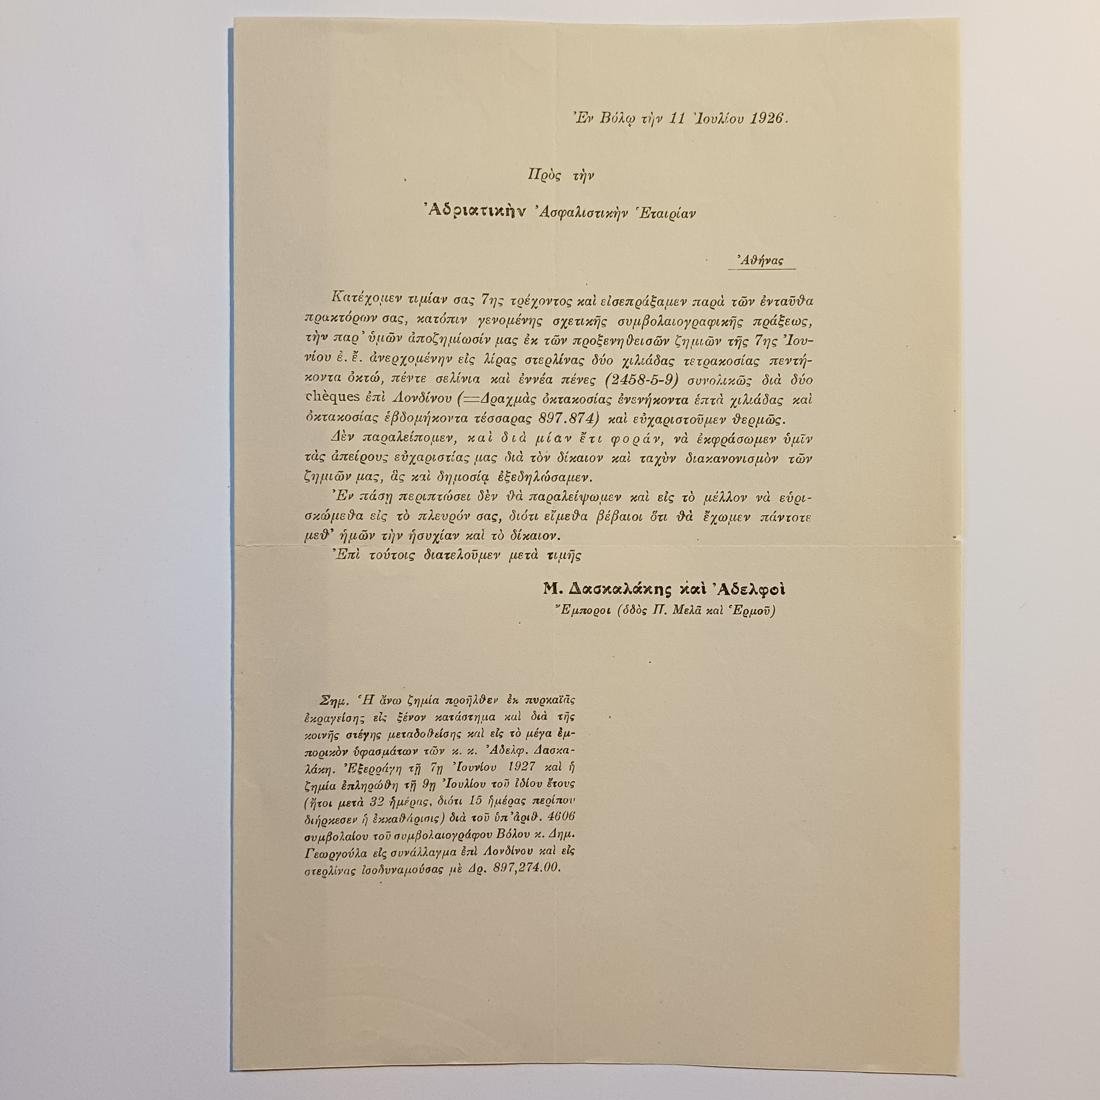 Ἐν Βόλῳ τὴν 11 Ἰουλίου 1926.
Πρὸς τὴν
Ἀδριατικὴν Ἀσφαλιστικὴν Ἑταιρίαν
Ἀθήνας
Κατέχομεν τιμίαν σας 7ης τρέχοντος καὶ εἰσεπράξαμεν παρὰ τῶν ἐνταῦθα
πρακτόρων σας, κατόπιν γενομένης σχετικῆς συμβολαιογραφικῆς πράξεως,
τὴν παρ' ὑμῶν ἀποζημίωσίν μας ἐκ τῶν προξενηθεισῶν ζημιῶν τῆς 7ης Ἰου-
νίου ἐ. ἔ. ἀνερχομένην εἰς λίρας στερλίνας δύο χιλιάδας τετρακοσίας πεντή-
κοντα ὀκτώ, πέντε σελίνια καὶ ἐννέα πένες (2458-5-9) συνολικῶς διὰ δύο
chèques ἐπὶ Λονδίνου (=Δραχμὰς ὀκτακοσίας ἐνενήκοντα ἑπτὰ χιλιάδας καὶ
ὀκτακοσίας ἑβδομήκοντα τέσσαρας 897.874) καὶ εὐχαριστοῦμεν θερμῶς.
Δὲν παραλείπομεν, καὶ διὰ μίαν ἔτι φοράν, νὰ ἐκφράσωμεν ὑμῖν
τὰς ἀπείρους εὐχαριστίας μας διὰ τὸν δίκαιον καὶ ταχὺν διακανονισμὸν τῶν
ζημιῶν μας, ἃς καὶ δημοσίᾳ ἐξεδηλώσαμεν.
Ἐν πάσῃ περιπτώσει δὲν θὰ παραλείψωμεν καὶ εἰς τὸ μέλλον νὰ εὑρι-
σκώμεθα εἰς τὸ πλευρόν σας, διότι εἴμεθα βέβαιοι ὅτι θὰ ἔχωμεν πάντοτε
μεθ' ἡμῶν τὴν ἡσυχίαν καὶ τὸ δίκαιον.
Ἐπὶ τούτοις διατελοῦμεν μετὰ τιμῆς
Μ. Δασκαλάκης καὶ Ἀδελφοὶ
Ἔμποροι (ὁδὸς Π. Μελᾶ καὶ Ἑρμοῦ)
Σημ. Ἡ ἄνω ζημία προῆλθεν ἐκ πυρκαϊᾶς
ἐκραγείσης εἰς ξένον κατάστημα καὶ διὰ τῆς
κοινῆς στέγης μεταδοθείσης καὶ εἰς τὸ μέγα ἐμ-
πορικὸν ὑφασμάτων τῶν κ. κ. Ἀδελφ. Δασκα-
λάκη. Ἐξερράγη τῇ 7ῃ Ἰουνίου 1927 καὶ ἡ
ζημία ἐπληρώθη τῇ 9ῃ Ἰουλίου τοῦ ἰδίου ἔτους
(ἤτοι μετὰ 32 ἡμέρας, διότι 15 ἡμέρας περίπου
διήρκεσεν ἡ ἐκκαθάρισις) διὰ τοῦ ὑπ' ἀριθ. 4606
συμβολαίου τοῦ συμβολαιογράφου Βόλου κ. Δημ.
Γεωργούλα εἰς συνάλλαγμα ἐπὶ Λονδίνου καὶ εἰς
στερλίνας ἰσοδυναμούσας μὲ Δρ. 897,274.00.